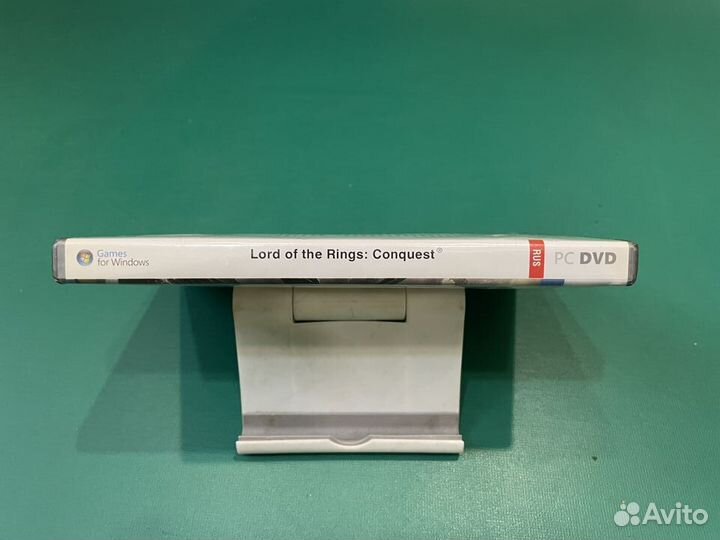 Games
for Windows
Lord of the Rings: Conquest®
RUS
PC DVD
Avito